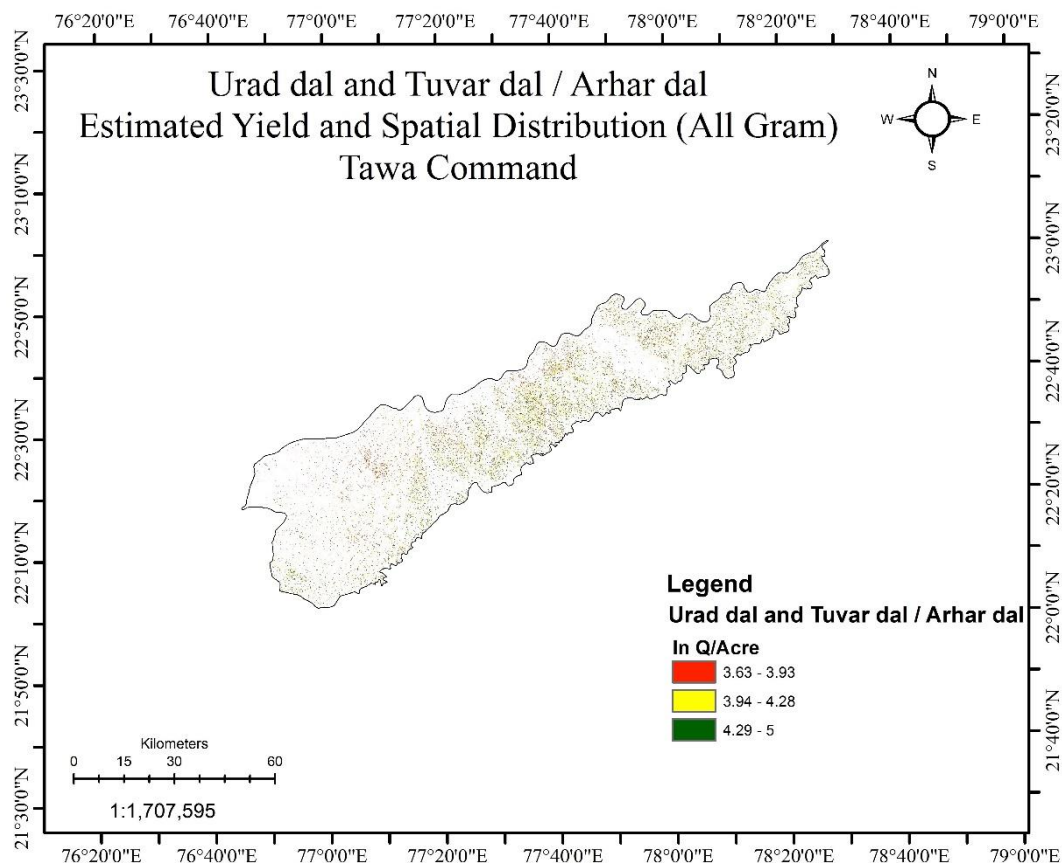 76°20'0"E 76°40'0"E 77°0'0"E 77°20'0"E 77°40'0"E 78°0'0"E 78°20'0"E 78°40'0"E 79°0'0"E
Urad dal and Tuvar dal / Arhar dal
Estimated Yield and Spatial Distribution (All Gram)
Tawa Command
N
W E
S
23°30'0"N
23°10'0"N
22°50'0"N
22°30'0"N
22°10'0"N
21°50'0"N
21°30'0"N
23°20'0"N
23°0'0"N
22°40'0"N
22°20'0"N
22°0'0"N
21°40'0"N
Legend
Urad dal and Tuvar dal / Arhar dal
In Q/Acre
3.63 - 3.93
3.94 - 4.28
4.29 - 5
Kilometers
0 15 30 60
1:1,707,595
76°20'0"E 76°40'0"E 77°0'0"E 77°20'0"E 77°40'0"E 78°0'0"E 78°20'0"E 78°40'0"E 79°0'0"E